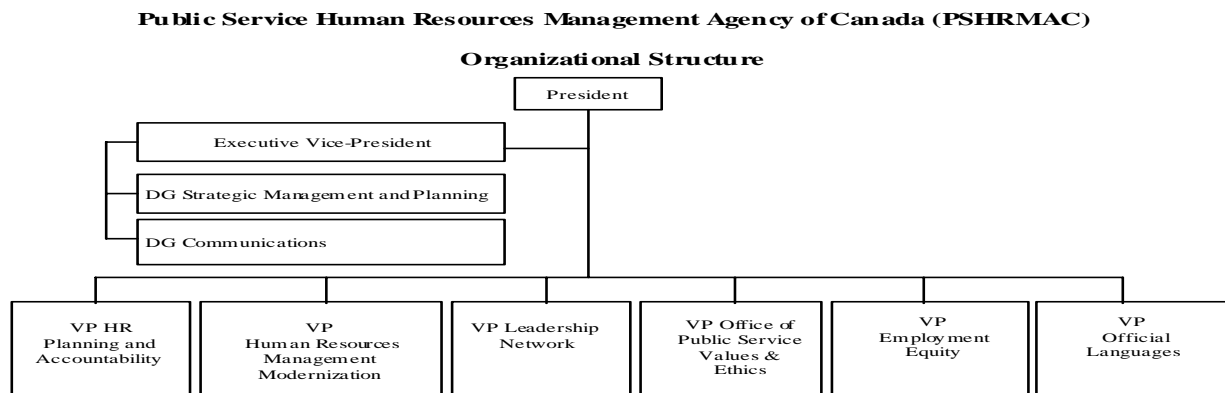 Public Service Human Resources Management Agency of Canada (PSHRMAC)
Organizational Structure
President
Executive Vice-President
DG Strategic Management and Planning
DG Communications
VP HR
Planning and
Accountability
VP
Human Resources
Management
Modernization
VP Leadership
Network
VP Office of
Public Service
Values &
Ethics
VP
Employment
Equity
VP
Official
Languages